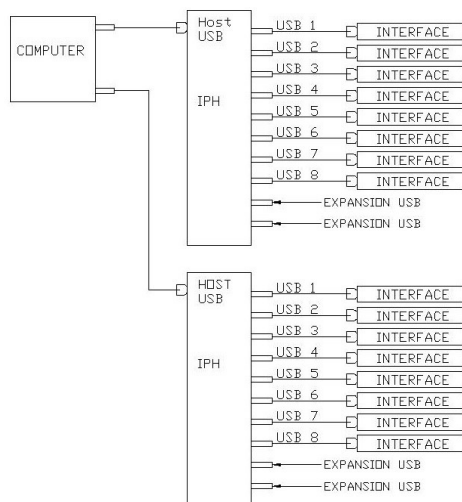 COMPUTER
Host
USB
IPH
USB 1 INTERFACE
USB 2 INTERFACE
USB 3 INTERFACE
USB 4 INTERFACE
USB 5 INTERFACE
USB 6 INTERFACE
USB 7 INTERFACE
USB 8 INTERFACE
EXPANSION USB
EXPANSION USB
HOST
USB
IPH
USB 1 INTERFACE
USB 2 INTERFACE
USB 3 INTERFACE
USB 4 INTERFACE
USB 5 INTERFACE
USB 6 INTERFACE
USB 7 INTERFACE
USB 8 INTERFACE
EXPANSION USB
EXPANSION USB